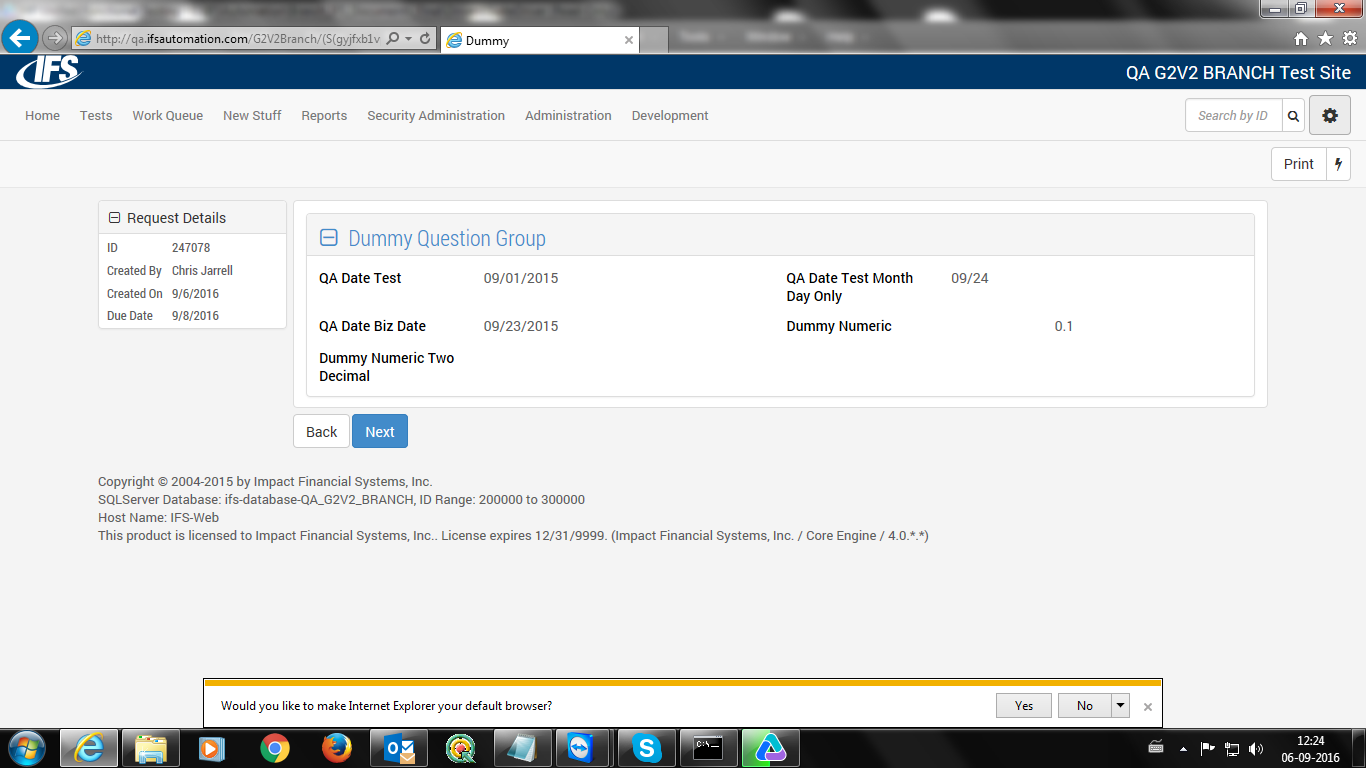 http://qa.ifsautomation.com/G2V2Branch/(S(gyjfxb1v
Dummy
IFS
QA G2V2 BRANCH Test Site
Home Tests Work Queue New Stuff Reports Security Administration Administration Development
Search by ID
Print
Request Details
ID 247078
Created By Chris Jarrell
Created On 9/6/2016
Due Date 9/8/2016
Dummy Question Group
QA Date Test 09/01/2015
QA Date Test Month
Day Only
09/24
QA Date Biz Date 09/23/2015
Dummy Numeric 0.1
Dummy Numeric Two
Decimal
Back Next
Copyright © 2004-2015 by Impact Financial Systems, Inc.
SQLServer Database: ifs-database-QA_G2V2_BRANCH, ID Range: 200000 to 300000
Host Name: IFS-Web
This product is licensed to Impact Financial Systems, Inc.. License expires 12/31/9999. (Impact Financial Systems, Inc. / Core Engine / 4.0.*.*)
Would you like to make Internet Explorer your default browser?
Yes No
C:\_
12:24
06-09-2016